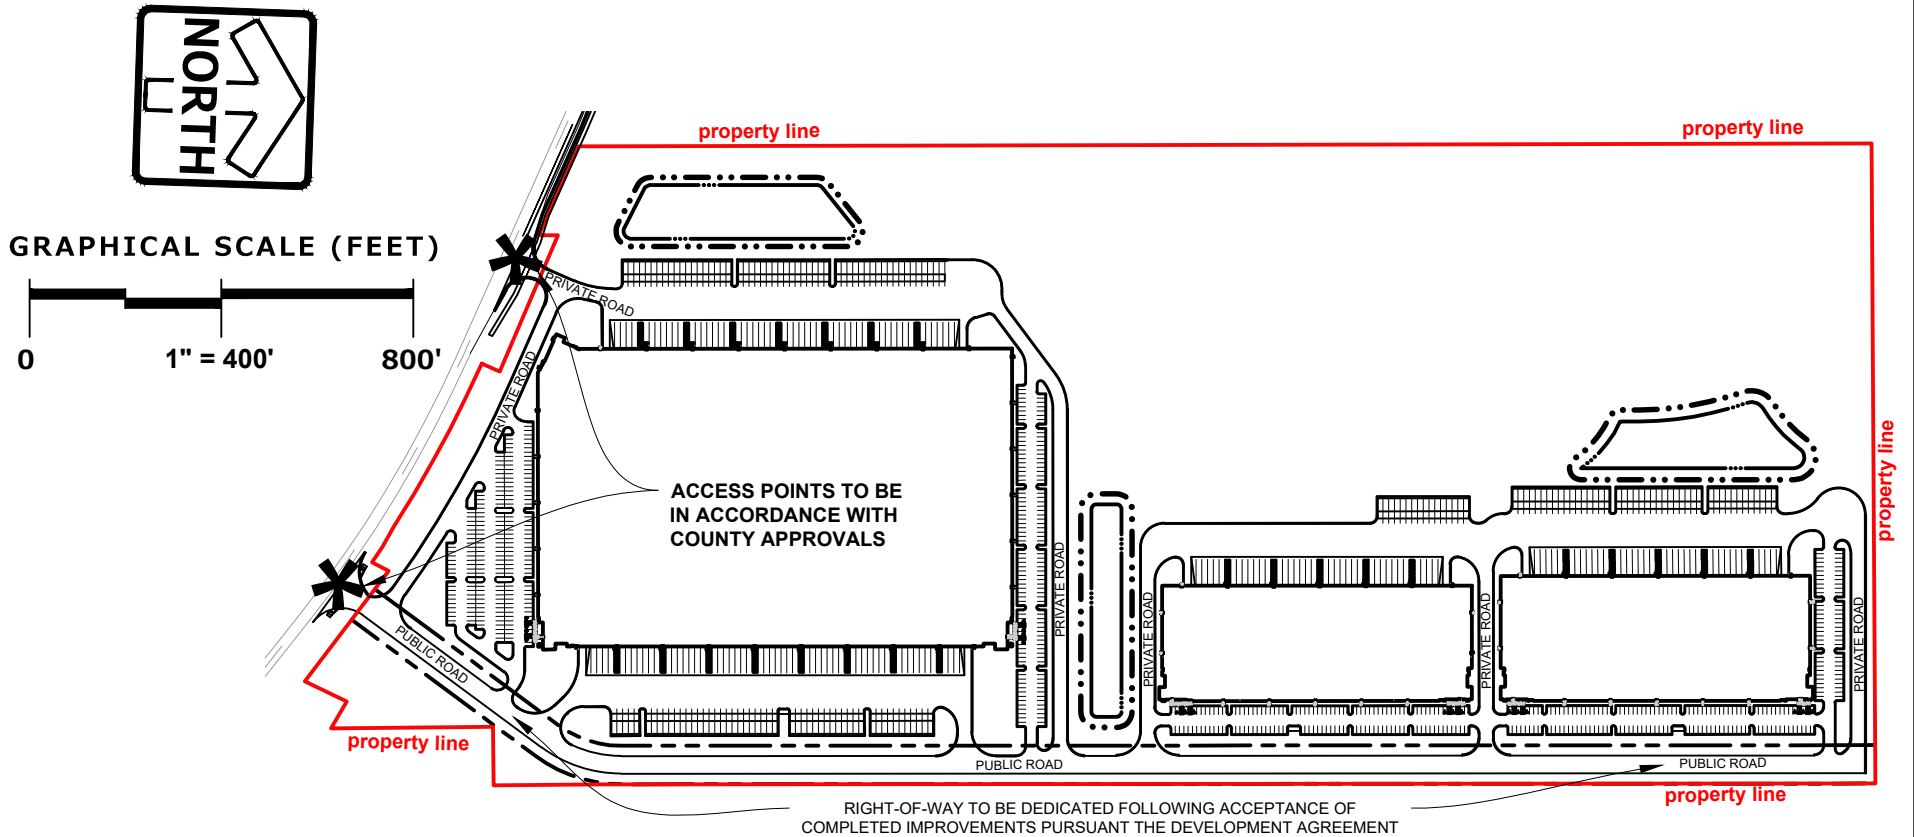 NORTH
GRAPHICAL SCALE (FEET)
0 1" = 400' 800'
property line
property line
PRIVATE ROAD
PRIVATE ROAD
property line
ACCESS POINTS TO BE
IN ACCORDANCE WITH
COUNTY APPROVALS
PRIVATE ROAD
PRIVATE ROAD
PRIVATE ROAD
PRIVATE ROAD
PUBLIC ROAD
property line
PUBLIC ROAD
PUBLIC ROAD
property line
RIGHT-OF-WAY TO BE DEDICATED FOLLOWING ACCEPTANCE OF
COMPLETED IMPROVEMENTS PURSUANT THE DEVELOPMENT AGREEMENT